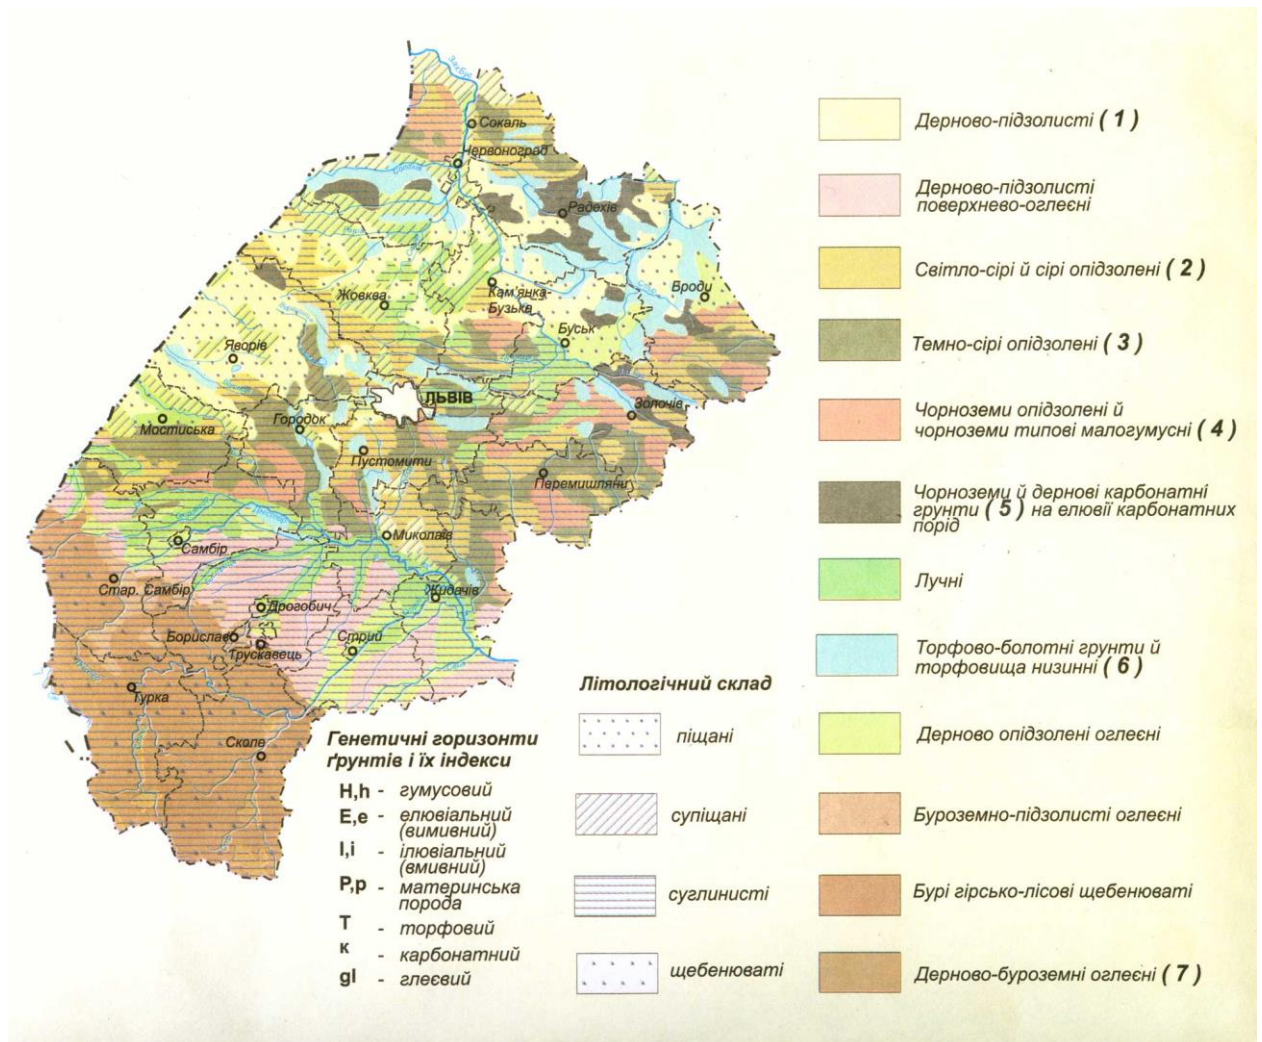 Зах.Буг
Сокаль
Червоноград
Солокія
Радехів
Рата
Жовква
Кам'янка-
Бузька
Броди
Буськ
Яворів
ЛЬВІВ
Золочів
Мостиська
Городок
Пустомити
Перемишляни
Миколаїв
Самбір
Стар. Самбір
Дрогобич
Жидачів
Борислав
Трускавець
Стрий
Турка
Сколе
Генетичні горизонти
ґрунтів і їх індекси
H,h - гумусовий
E,e - елювіальний
(вимивний)
I,i - ілювіальний
(вмивний)
P,p - материнська
порода
T - торфовий
к - карбонатний
gl - глеєвий
Літологічний склад
піщані
супіщані
суглинисті
щебенюваті
Дерново-підзолисті ( 1 )
Дерново-підзолисті
поверхнево-оглеєні
Світло-сірі й сірі опідзолені ( 2 )
Темно-сірі опідзолені ( 3 )
Чорноземи опідзолені й
чорноземи типові малогумусні ( 4 )
Чорноземи й дернові карбонатні
грунти ( 5 ) на елювії карбонатних
порід
Лучні
Торфово-болотні грунти й
торфовища низинні ( 6 )
Дерново опідзолені оглеєні
Буроземно-підзолисті оглеєні
Бурі гірсько-лісові щебенюваті
Дерново-буроземні оглеєні ( 7 )